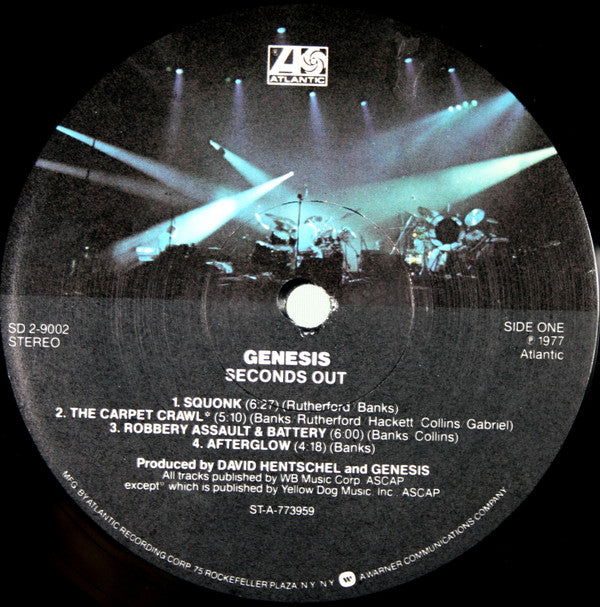 ATLANTIC
SD 2-9002
STEREO
SIDE ONE
℗ 1977
Atlantic
GENESIS
SECONDS OUT
1. SQUONK (6:27) (Rutherford Banks)
2. THE CARPET CRAWL* (5:10) (Banks Rutherford Hackett Collins Gabriel)
3. ROBBERY ASSAULT & BATTERY (6:00) (Banks Collins)
4. AFTERGLOW (4:18) (Banks)
Produced by DAVID HENTSCHEL and GENESIS
All tracks published by WB Music Corp. ASCAP
except* which is published by Yellow Dog Music, Inc. ASCAP
ST-A-773959
MFG. BY ATLANTIC RECORDING CORP. 75 ROCKEFELLER PLAZA, N.Y. N.Y. W A WARNER COMMUNICATIONS COMPANY